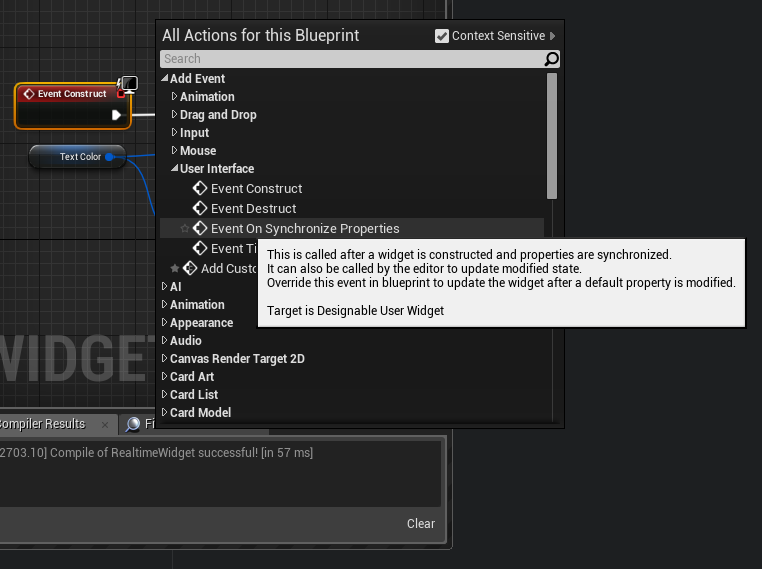 All Actions for this Blueprint
Context Sensitive
Search
Add Event
Animation
Drag and Drop
Input
Mouse
User Interface
Event Construct
Event Destruct
Event On Synchronize Properties
Event Ti
Add Custo
AI
Animation
Appearance
Audio
Canvas Render Target 2D
Card Art
Card List
Card Model
This is called after a widget is constructed and properties are synchronized.
It can also be called by the editor to update modified state.
Override this event in blueprint to update the widget after a default property is modified.
Target is Designable User Widget
Event Construct
Text Color
WIDGET
ompiler Results
Fi
2703.10] Compile of RealtimeWidget successful! [in 57 ms]
Clear